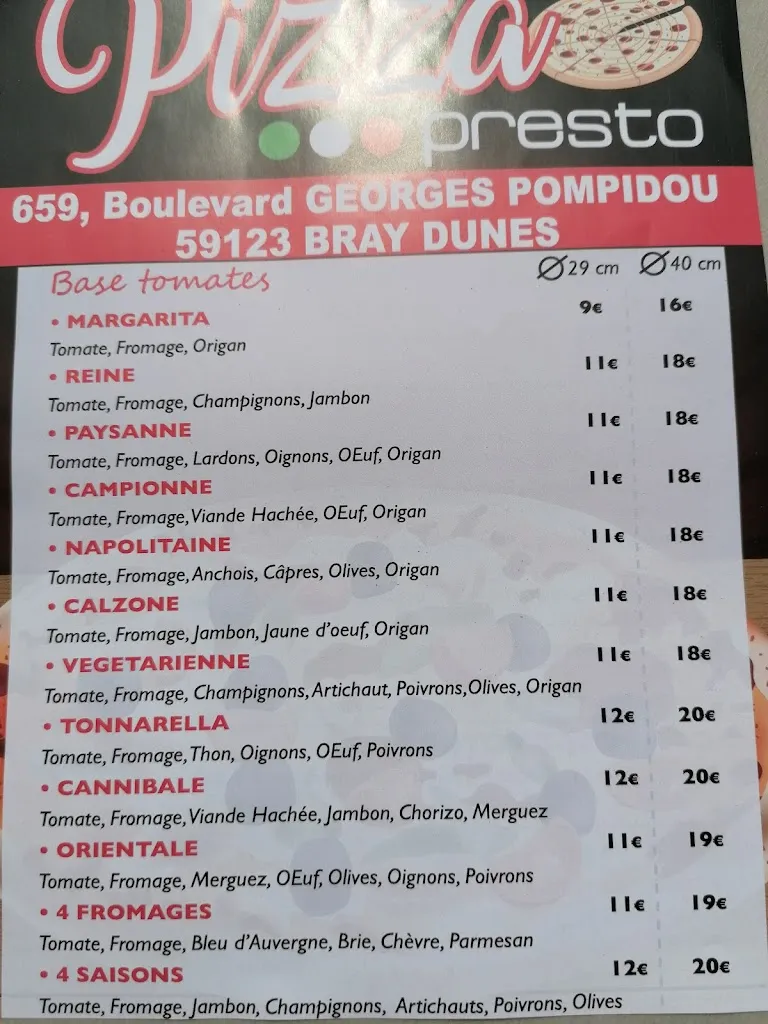 Pizza
presto
659, Boulevard GEORGES POMPIDOU
59123 BRAY DUNES
Base tomates Ø29 cm Ø40 cm
• MARGARITA 9€ 16€
Tomate, Fromage, Origan
• REINE 11€ 18€
Tomate, Fromage, Champignons, Jambon
• PAYSANNE 11€ 18€
Tomate, Fromage, Lardons, Oignons, OEuf, Origan
• CAMPIONNE 11€ 18€
Tomate, Fromage, Viande Hachée, OEuf, Origan
• NAPOLITAINE 11€ 18€
Tomate, Fromage, Anchois, Câpres, Olives, Origan
• CALZONE 11€ 18€
Tomate, Fromage, Jambon, Jaune d'oeuf, Origan
• VEGETARIENNE 11€ 18€
Tomate, Fromage, Champignons, Artichaut, Poivrons, Olives, Origan
• TONNARELLA 12€ 20€
Tomate, Fromage, Thon, Oignons, OEuf, Poivrons
• CANNIBALE 12€ 20€
Tomate, Fromage, Viande Hachée, Jambon, Chorizo, Merguez
• ORIENTALE 11€ 19€
Tomate, Fromage, Merguez, OEuf, Olives, Oignons, Poivrons
• 4 FROMAGES 11€ 19€
Tomate, Fromage, Bleu d'Auvergne, Brie, Chèvre, Parmesan
• 4 SAISONS 12€ 20€
Tomate, Fromage, Jambon, Champignons, Artichauts, Poivrons, Olives